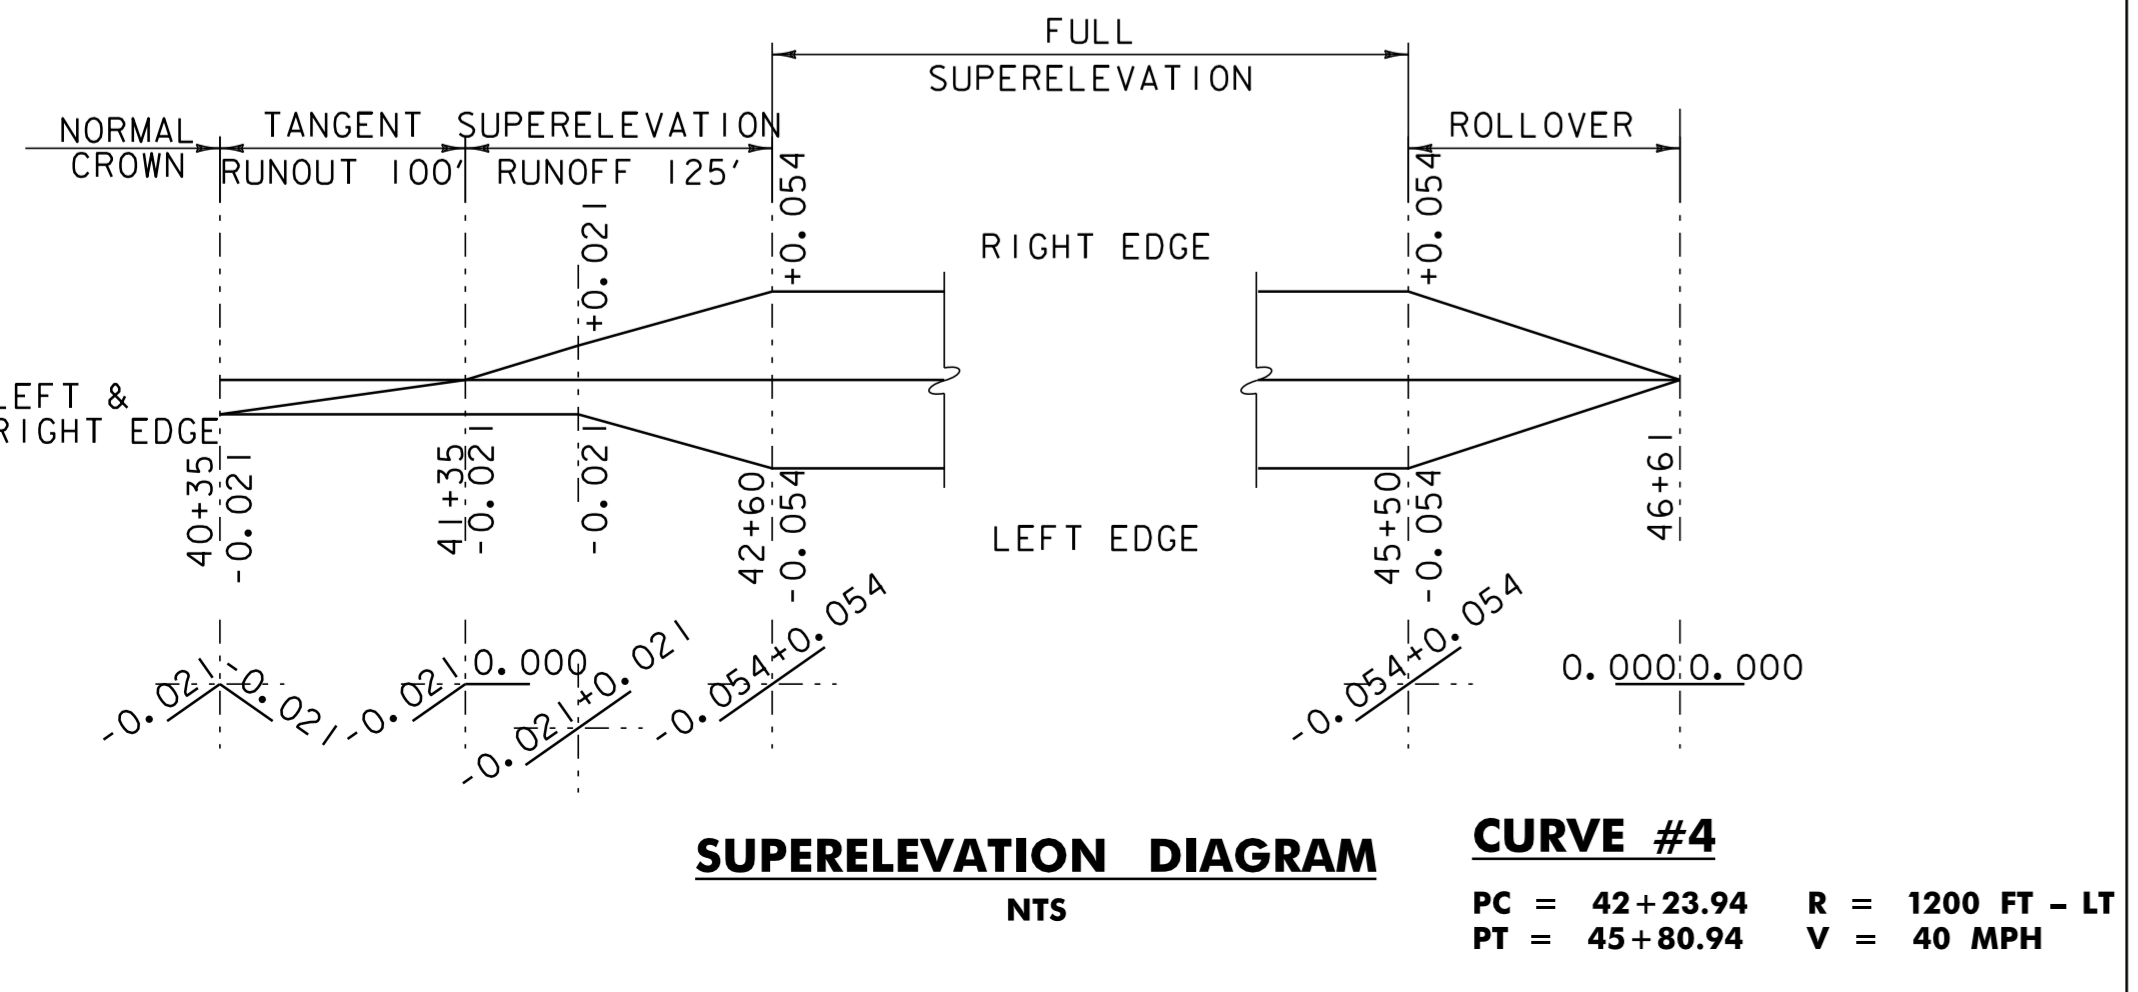 FULL
SUPERELEVATION
NORMAL
CROWN
TANGENT
RUNOUT 100'
SUPERELEVATION
RUNOFF 125'
ROLLOVER
+0.021
+0.054
+0.054
RIGHT EDGE
LEFT &
RIGHT EDGE
40+35
-0.021
41+35
-0.021
-0.021
42+60
-0.054
LEFT EDGE
45+50
-0.054
46+61
-0.021 -0.021
-0.021 0.000
-0.021 +0.021
-0.054 +0.054
-0.054 +0.054
0.000 0.000
SUPERELEVATION DIAGRAM
NTS
CURVE #4
PC = 42+23.94 R = 1200 FT - LT
PT = 45+80.94 V = 40 MPH